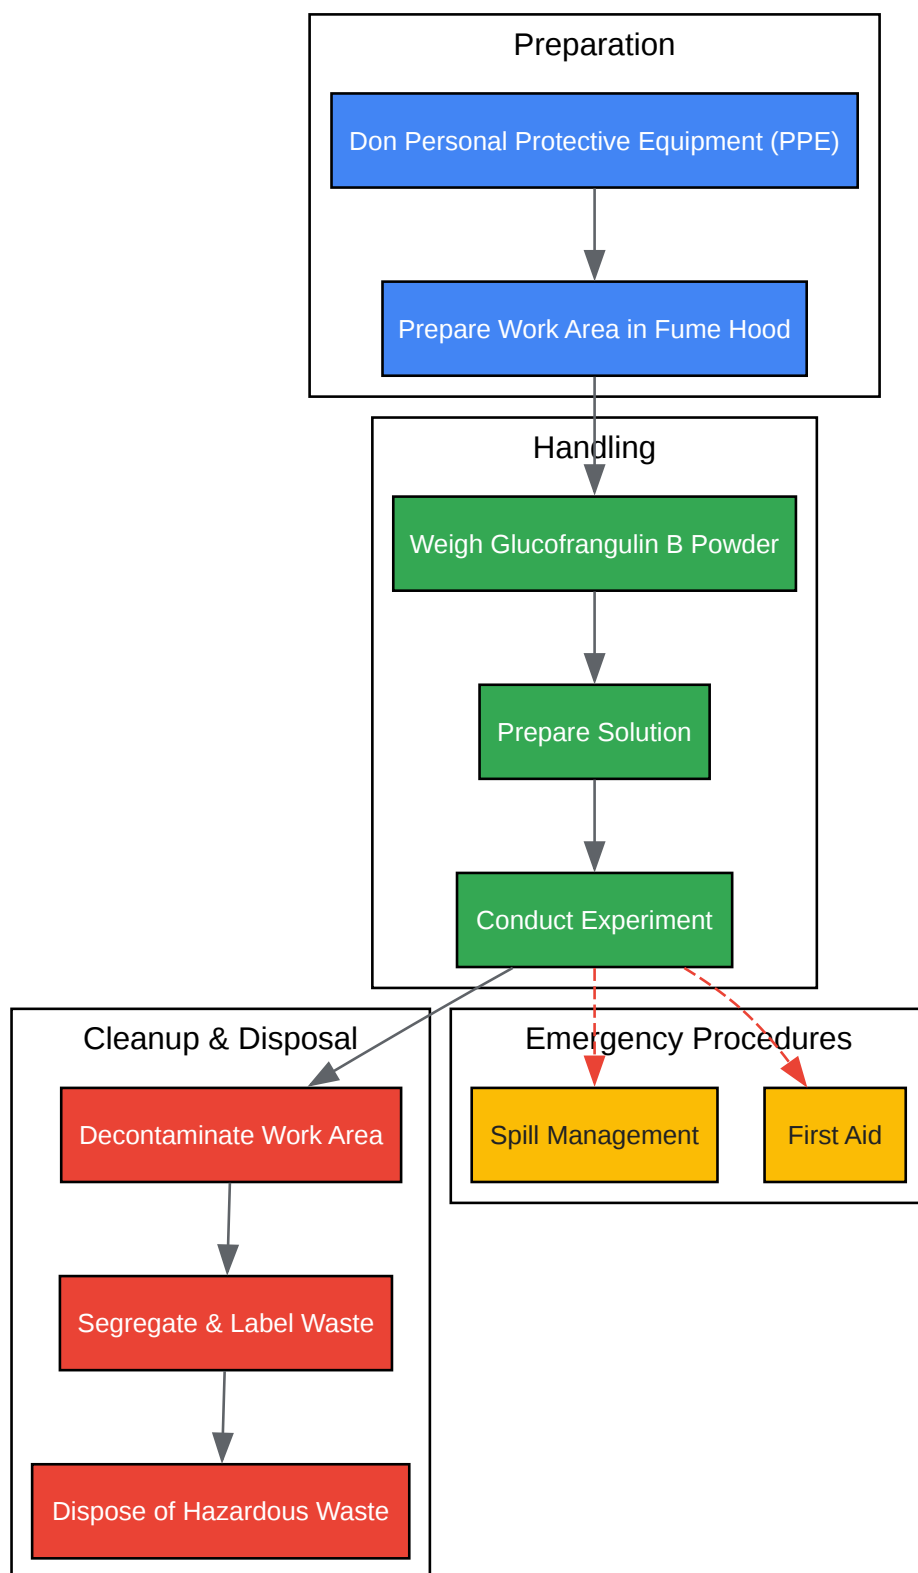 Preparation
Don Personal Protective Equipment (PPE)
Prepare Work Area in Fume Hood
Handling
Weigh Glucofrangulin B Powder
Prepare Solution
Conduct Experiment
Cleanup & Disposal
Decontaminate Work Area
Segregate & Label Waste
Dispose of Hazardous Waste
Emergency Procedures
Spill Management
First Aid